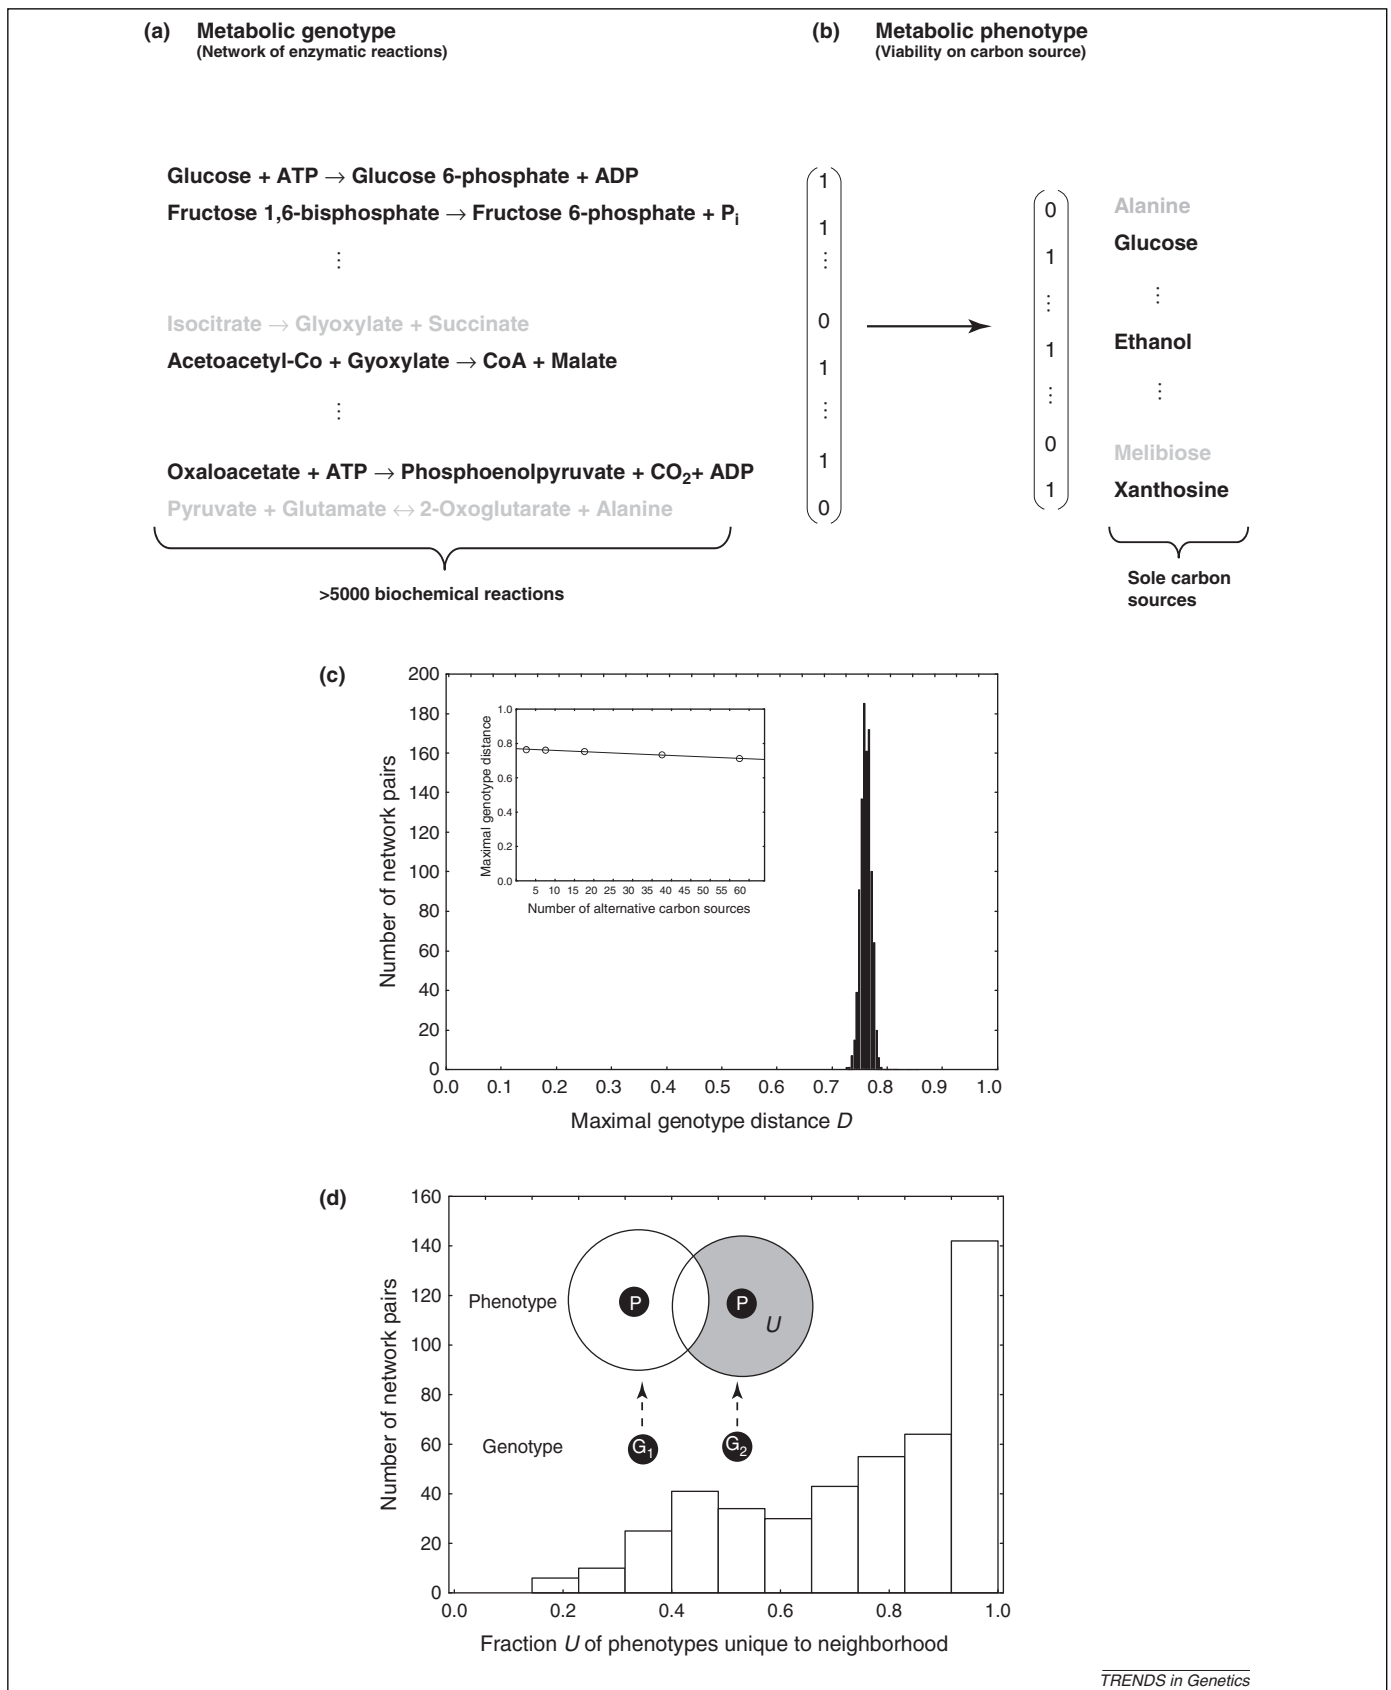 (a) Metabolic genotype
(Network of enzymatic reactions)
(b) Metabolic phenotype
(Viability on carbon source)
Glucose + ATP → Glucose 6-phosphate + ADP
Fructose 1,6-bisphosphate → Fructose 6-phosphate + Pi
⋮
Isocitrate → Glyoxylate + Succinate
Acetoacetyl-Co + Gyoxylate → CoA + Malate
⋮
Oxaloacetate + ATP → Phosphoenolpyruvate + CO2+ ADP
Pyruvate + Glutamate ↔ 2-Oxoglutarate + Alanine
>5000 biochemical reactions
1
1
⋮
0
1
⋮
1
0
0
1
⋮
1
⋮
0
1
Alanine
Glucose
⋮
Ethanol
⋮
Melibiose
Xanthosine
Sole carbon
sources
(c)
Number of network pairs
200
180
160
140
120
100
80
60
40
20
0
0.0 0.1 0.2 0.3 0.4 0.5 0.6 0.7 0.8 0.9 1.0
Maximal genotype distance D
Maximal genotype distance
1.0
0.8
0.6
0.4
0.2
0.0
5 10 15 20 25 30 35 40 45 50 55 60
Number of alternative carbon sources
(d)
Number of network pairs
160
140
120
100
80
60
40
20
0
0.0 0.2 0.4 0.6 0.8 1.0
Fraction U of phenotypes unique to neighborhood
Phenotype
P
P
U
Genotype
G1
G2
TRENDS in Genetics